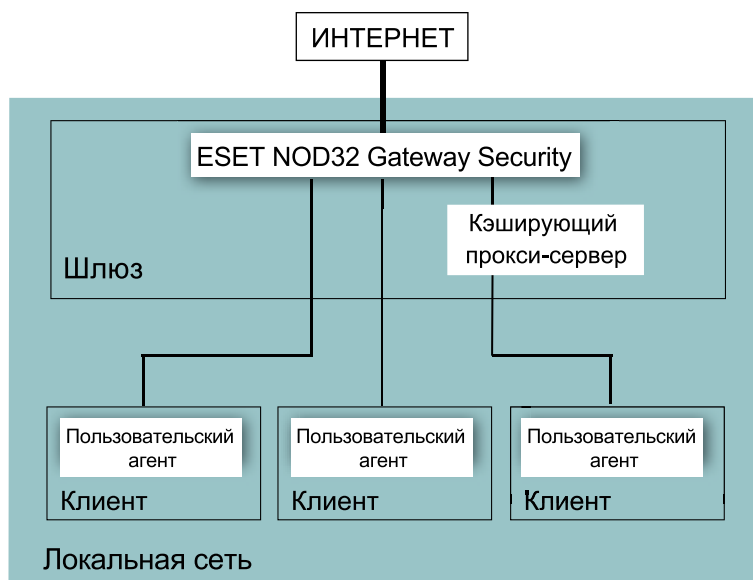 ИНТЕРНЕТ
ESET NOD32 Gateway Security
Кэширующий
прокси-сервер
Шлюз
Пользовательский
агент
Клиент
Пользовательский
агент
Клиент
Пользовательский
агент
Клиент
Локальная сеть